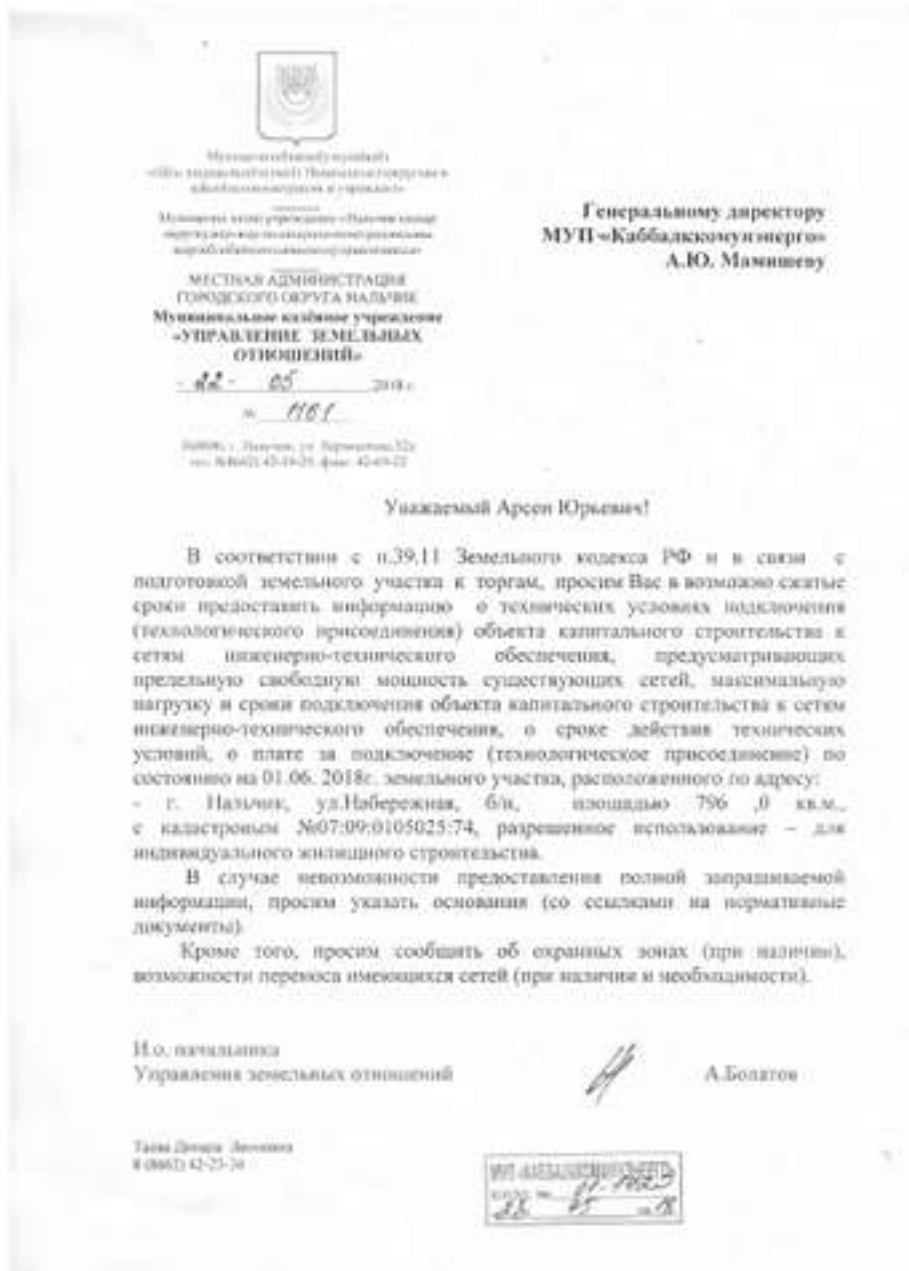 Генеральному директору
МУП «Каббалккоммунэнерго»
А.Ю. Мамишеву
МЕСТНАЯ АДМИНИСТРАЦИЯ
ГОРОДСКОГО ОКРУГА НАЛЬЧИК
Муниципальное казённое учреждение
«УПРАВЛЕНИЕ ЗЕМЕЛЬНЫХ
ОТНОШЕНИЙ»
- 22 - 05 2018 г.
№ 1161
Уважаемый Арсен Юрьевич!
В соответствии с п.39.11 Земельного кодекса РФ и в связи с
подготовкой земельного участка к торгам, просим Вас в возможно сжатые
сроки предоставить информацию о технических условиях подключения
(технологического присоединения) объекта капитального строительства к
сетям инженерно-технического обеспечения, предусматривающих
предельную свободную мощность существующих сетей, максимальную
нагрузку и сроки подключения объекта капитального строительства к сетям
инженерно-технического обеспечения, о сроке действия технических
условий, о плате за подключение (технологическое присоединение) по
состоянию на 01.06. 2018г. земельного участка, расположенного по адресу:
- г. Нальчик, ул.Набережная, б/н, площадью 796 ,0 кв.м.,
с кадастровым №07:09:0105025:74, разрешенное использование – для
индивидуального жилищного строительства.
В случае невозможности предоставления полной запрашиваемой
информации, просим указать основания (со ссылками на нормативные
документы).
Кроме того, просим сообщить об охранных зонах (при наличии),
возможности переноса имеющихся сетей (при наличии и необходимости).
И.о. начальника
Управления земельных отношений А.Болатов
8 (8662) 42-25-26